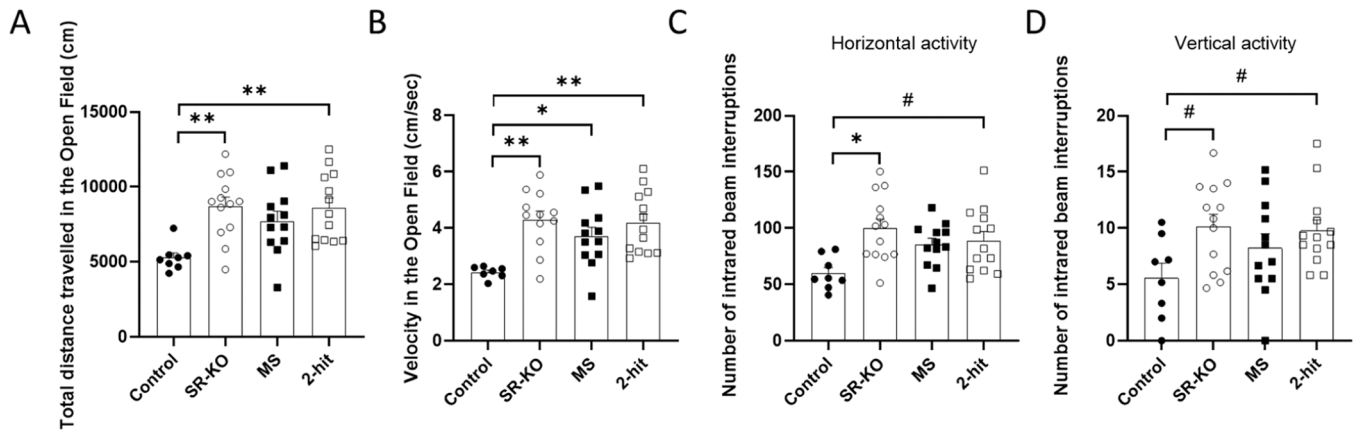 A
Total distance travelled in the Open Field (cm)
15000
10000
5000
0
**
**
Control
SR-KO
MS
2-hit
B
Velocity in the Open Field (cm/sec)
8
6
4
2
0
**
*
**
Control
SR-KO
MS
2-hit
C
Horizontal activity
Number of intrared beam interruptions
200
150
100
50
0
#
*
Control
SR-KO
MS
2-hit
D
Vertical activity
Number of intrared beam interruptions
20
15
10
5
0
#
#
Control
SR-KO
MS
2-hit